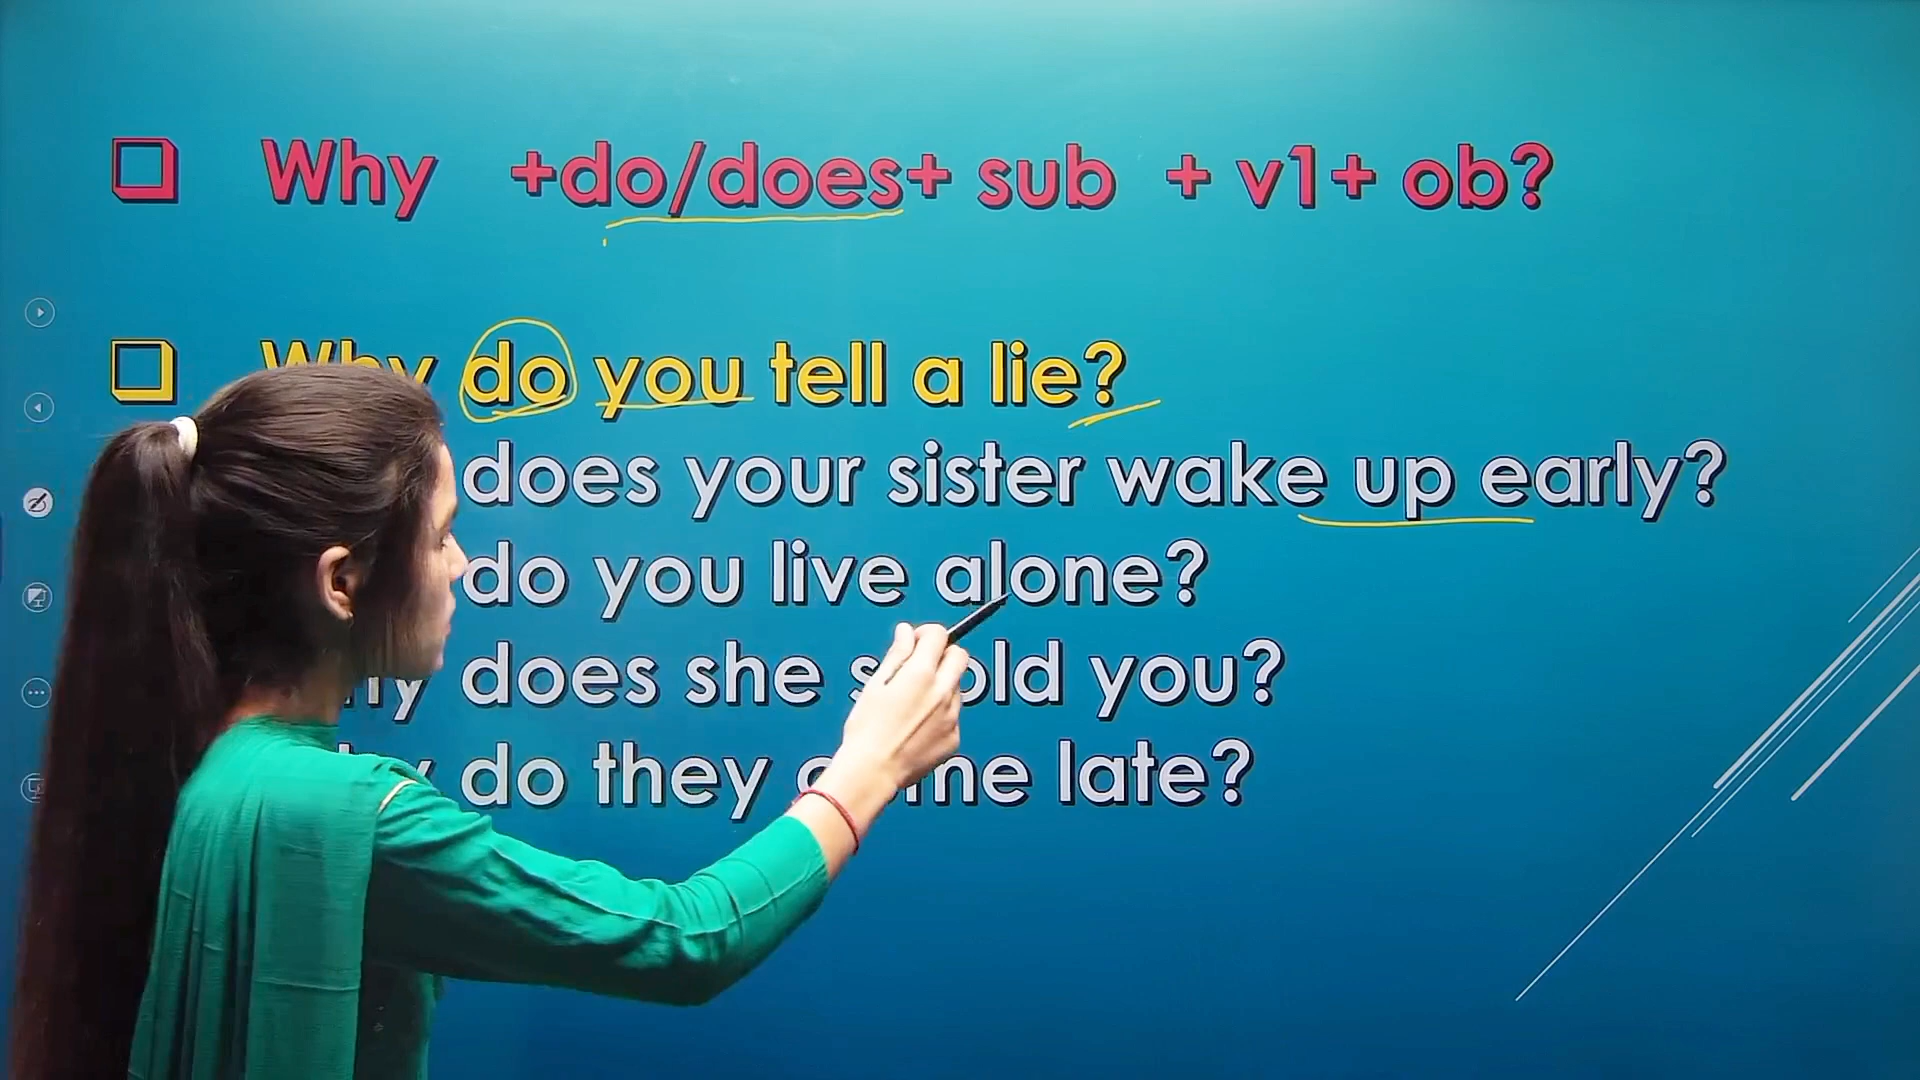 Why +do/does+ sub + v1+ ob?
Why do you tell a lie?
does your sister wake up early?
do you live alone?
does she you?
do they late?